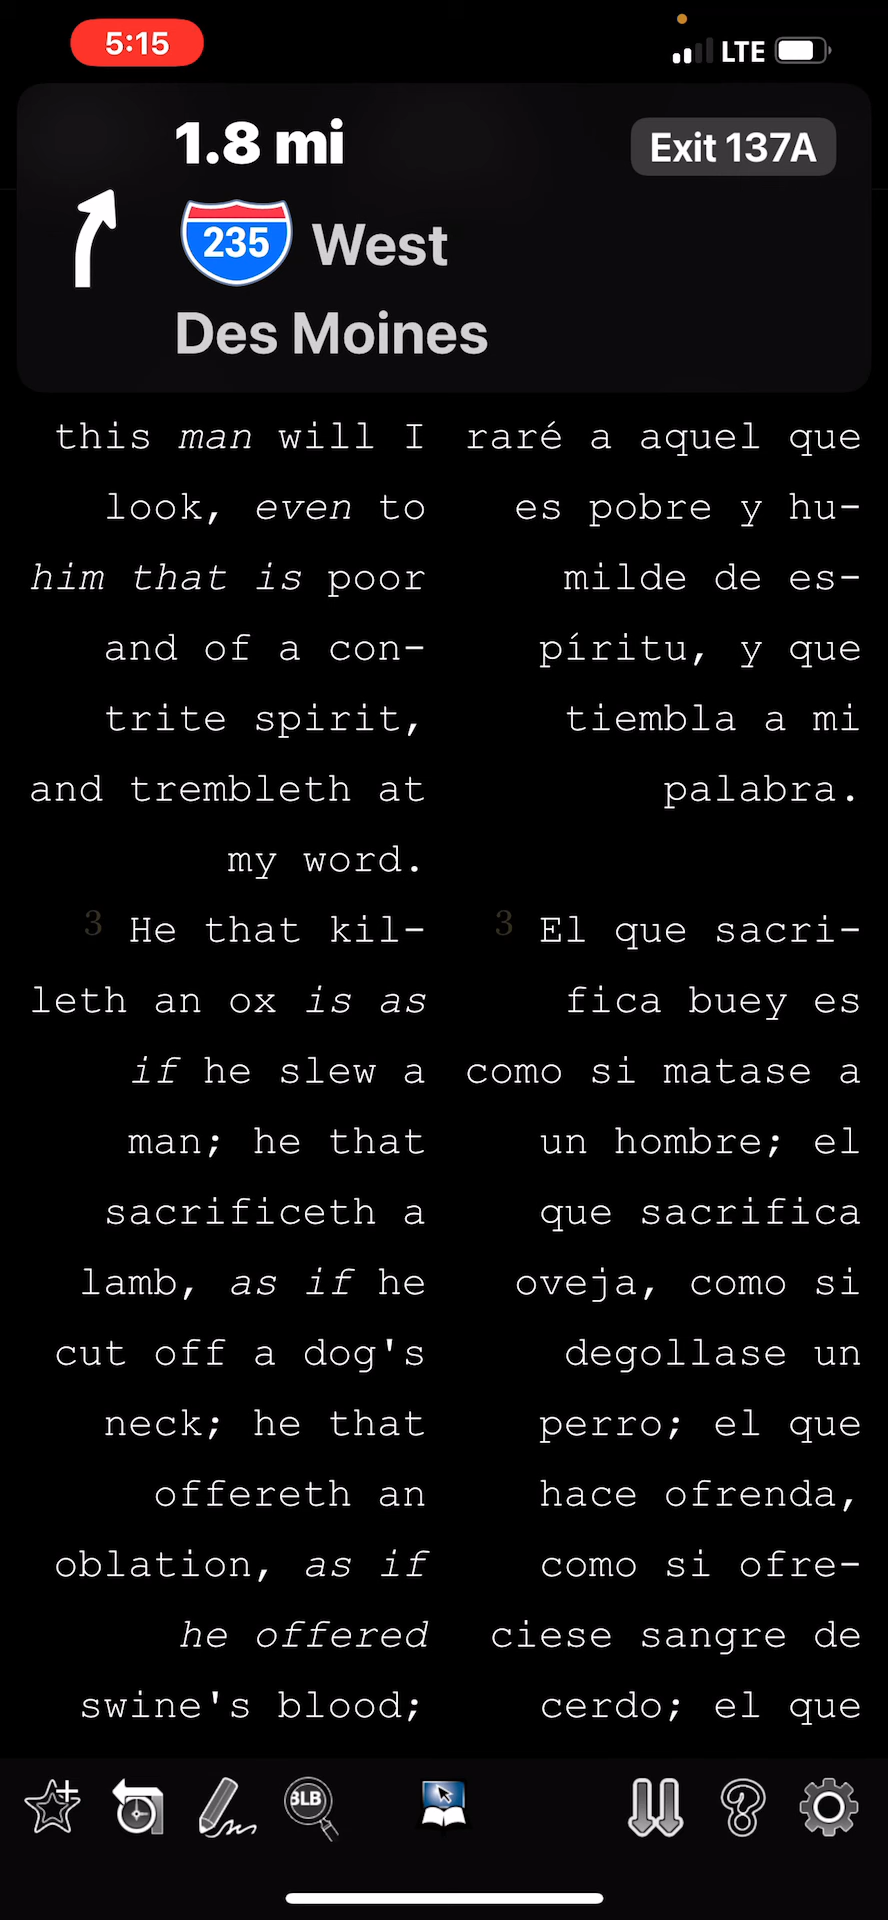 5:15
LTE
1.8 mi
Exit 137A
235 West
Des Moines
this man will I
look, even to
him that is poor
and of a con-
trite spirit,
and trembleth at
my word.
3 He that kil-
leth an ox is as
if he slew a
man; he that
sacrificeth a
lamb, as if he
cut off a dog's
neck; he that
offereth an
oblation, as if
he offered
swine's blood;
raré a aquel que
es pobre y hu-
milde de es-
píritu, y que
tiembla a mi
palabra.
3 El que sacri-
fica buey es
como si matase a
un hombre; el
que sacrifica
oveja, como si
degollase un
perro; el que
hace ofrenda,
como si ofre-
ciese sangre de
cerdo; el que
BLB